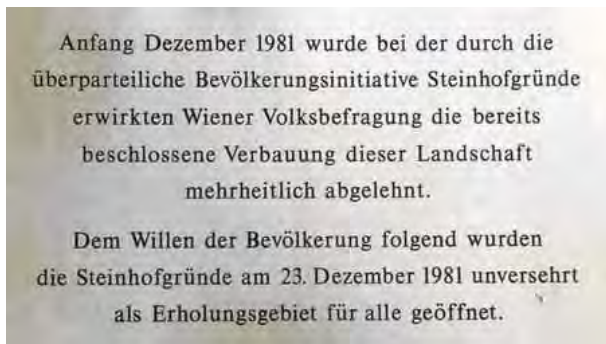 Anfang Dezember 1981 wurde bei der durch die
überparteiliche Bevölkerungsinitiative Steinhofgründe
erwirkten Wiener Volksbefragung die bereits
beschlossene Verbauung dieser Landschaft
mehrheitlich abgelehnt.
Dem Willen der Bevölkerung folgend wurden
die Steinhofgründe am 23. Dezember 1981 unversehrt
als Erholungsgebiet für alle geöffnet.